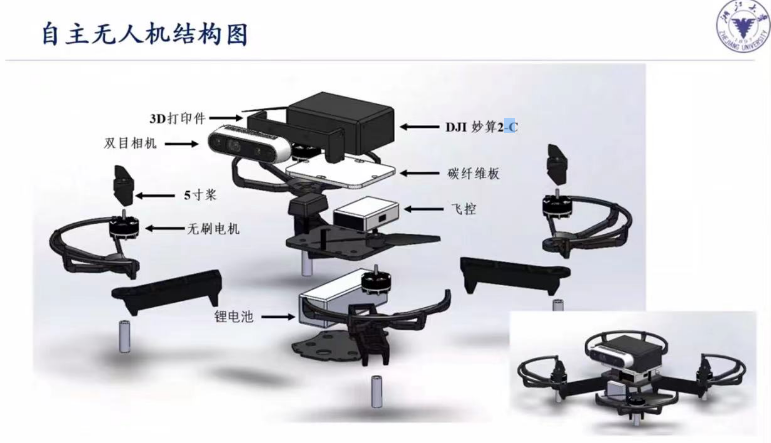 自主无人机结构图
浙江大学
ZHEJIANG UNIVERSITY
1897
3D打印件
双目相机
DJI 妙算2-C
碳纤维板
5寸桨
飞控
无刷电机
锂电池